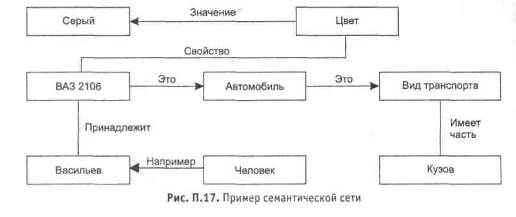 Значение
Серый
Цвет
Свойство
ВАЗ 2106
Это
Автомобиль
Это
Вид транспорта
Принадлежит
Имеет
часть
Васильев
Например
Человек
Кузов
Рис. П.17. Пример семантической сети